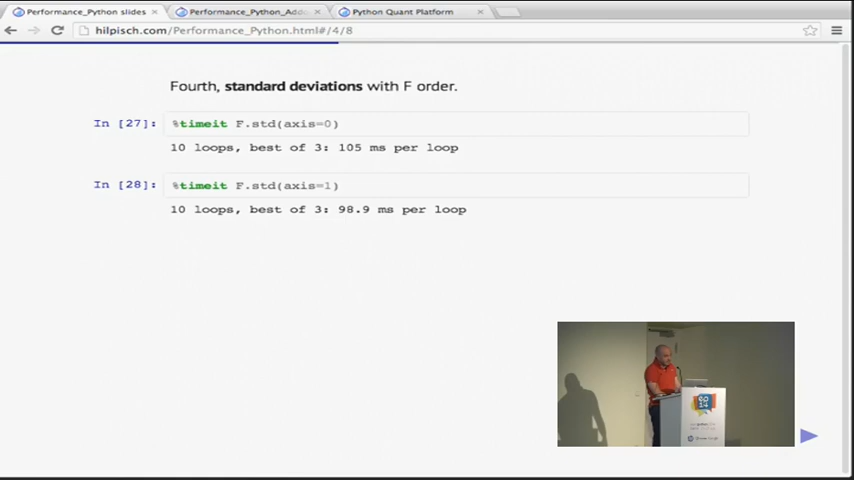 Performance_Python slides
Performance_Python_Add
Python Quant Platform
hilpisch.com/Performance_Python.html#/4/8
Fourth, standard deviations with F order.
In [27]:
%timeit F.std(axis=0)
10 loops, best of 3: 105 ms per loop
In [28]:
%timeit F.std(axis=1)
10 loops, best of 3: 98.9 ms per loop